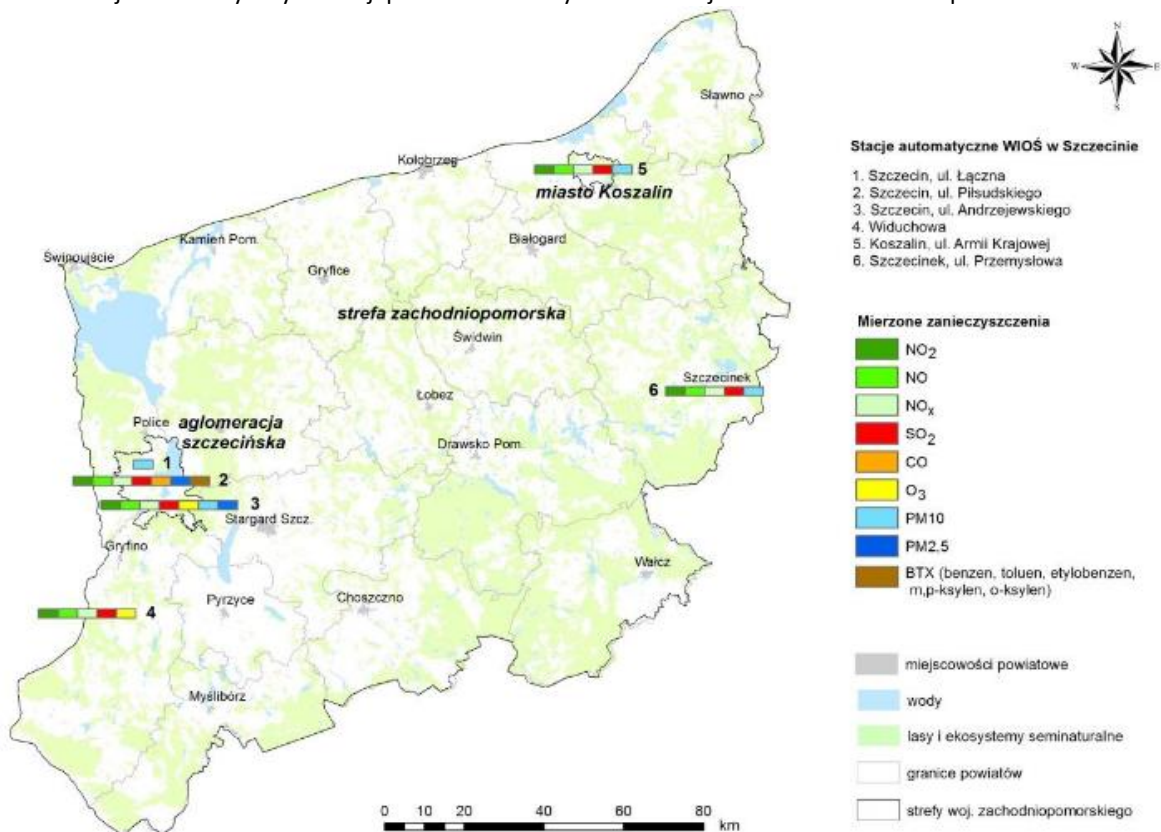 N
W E
S
Sławno
Kołobrzeg
5
miasto Koszalin
Kamień Pom.
Białogard
Świnoujście
Gryfice
strefa zachodniopomorska
Świdwin
Szczecinek
6
Łobez
Police
aglomeracja
szczecińska
Drawsko Pom.
1
2
3
Stargard Szcz.
Gryfino
Wałcz
Pyrzyce
Choszczno
4
Myślibórz
0 10 20 40 60 80
km
Stacje automatyczne WIOŚ w Szczecinie
1. Szczecin, ul. Łączna
2. Szczecin, ul. Piłsudskiego
3. Szczecin, ul. Andrzejewskiego
4. Widuchowa
5. Koszalin, ul. Armii Krajowej
6. Szczecinek, ul. Przemysłowa
Mierzone zanieczyszczenia
NO2
NO
NOx
SO2
CO
O3
PM10
PM2,5
BTX (benzen, toluen, etylobenzen,
m,p-ksylen, o-ksylen)
miejscowości powiatowe
wody
lasy i ekosystemy seminaturalne
granice powiatów
strefy woj. zachodniopomorskiego